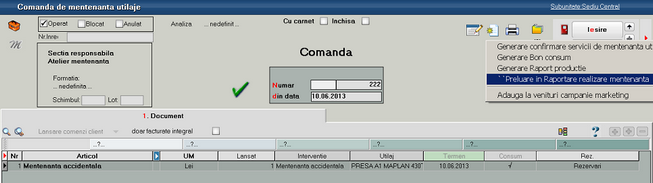 Comanda de mentenanta utilaje
Subunitate:Sediu Central
Operat Blocat Anulat Analiza ... nedefinit... Cu carnet Inchisa
Nr.Inre
Iesire
Sectia responsabila
Atelier mentenanta
Formatia:
... nedefinita ...
Schimbul: Lot:
Comanda
Numar 222
din data 10.06.2013
Generare confirmare servicii de mentenanta ut
Generare Bon consum
Generare Raport productie
Preluare in Raportare realizare mentenanta
Adauga la venituri campanie marketing
1. Document
Lansare comenzi client doar facturate integral
...?... ...?... ...?... ...?... ...?...
Nr Articol UM Lansat Interventie Utilaj Termen Consum Rez.
1 Mentenanta accidentala Lei 1 Mentenanta accidentala PRESA A1 MAPLAN 430 10.06.2013 √ Rezervari